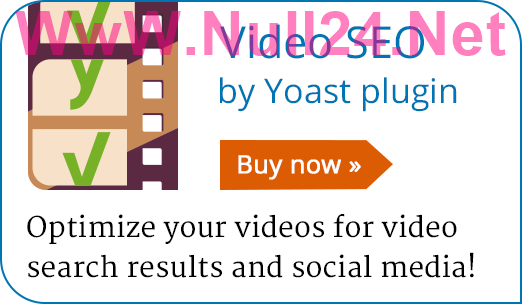 WwW.Null24.Net
Video SEO
by Yoast plugin
y
Buy now »
Optimize your videos for video
search results and social media!